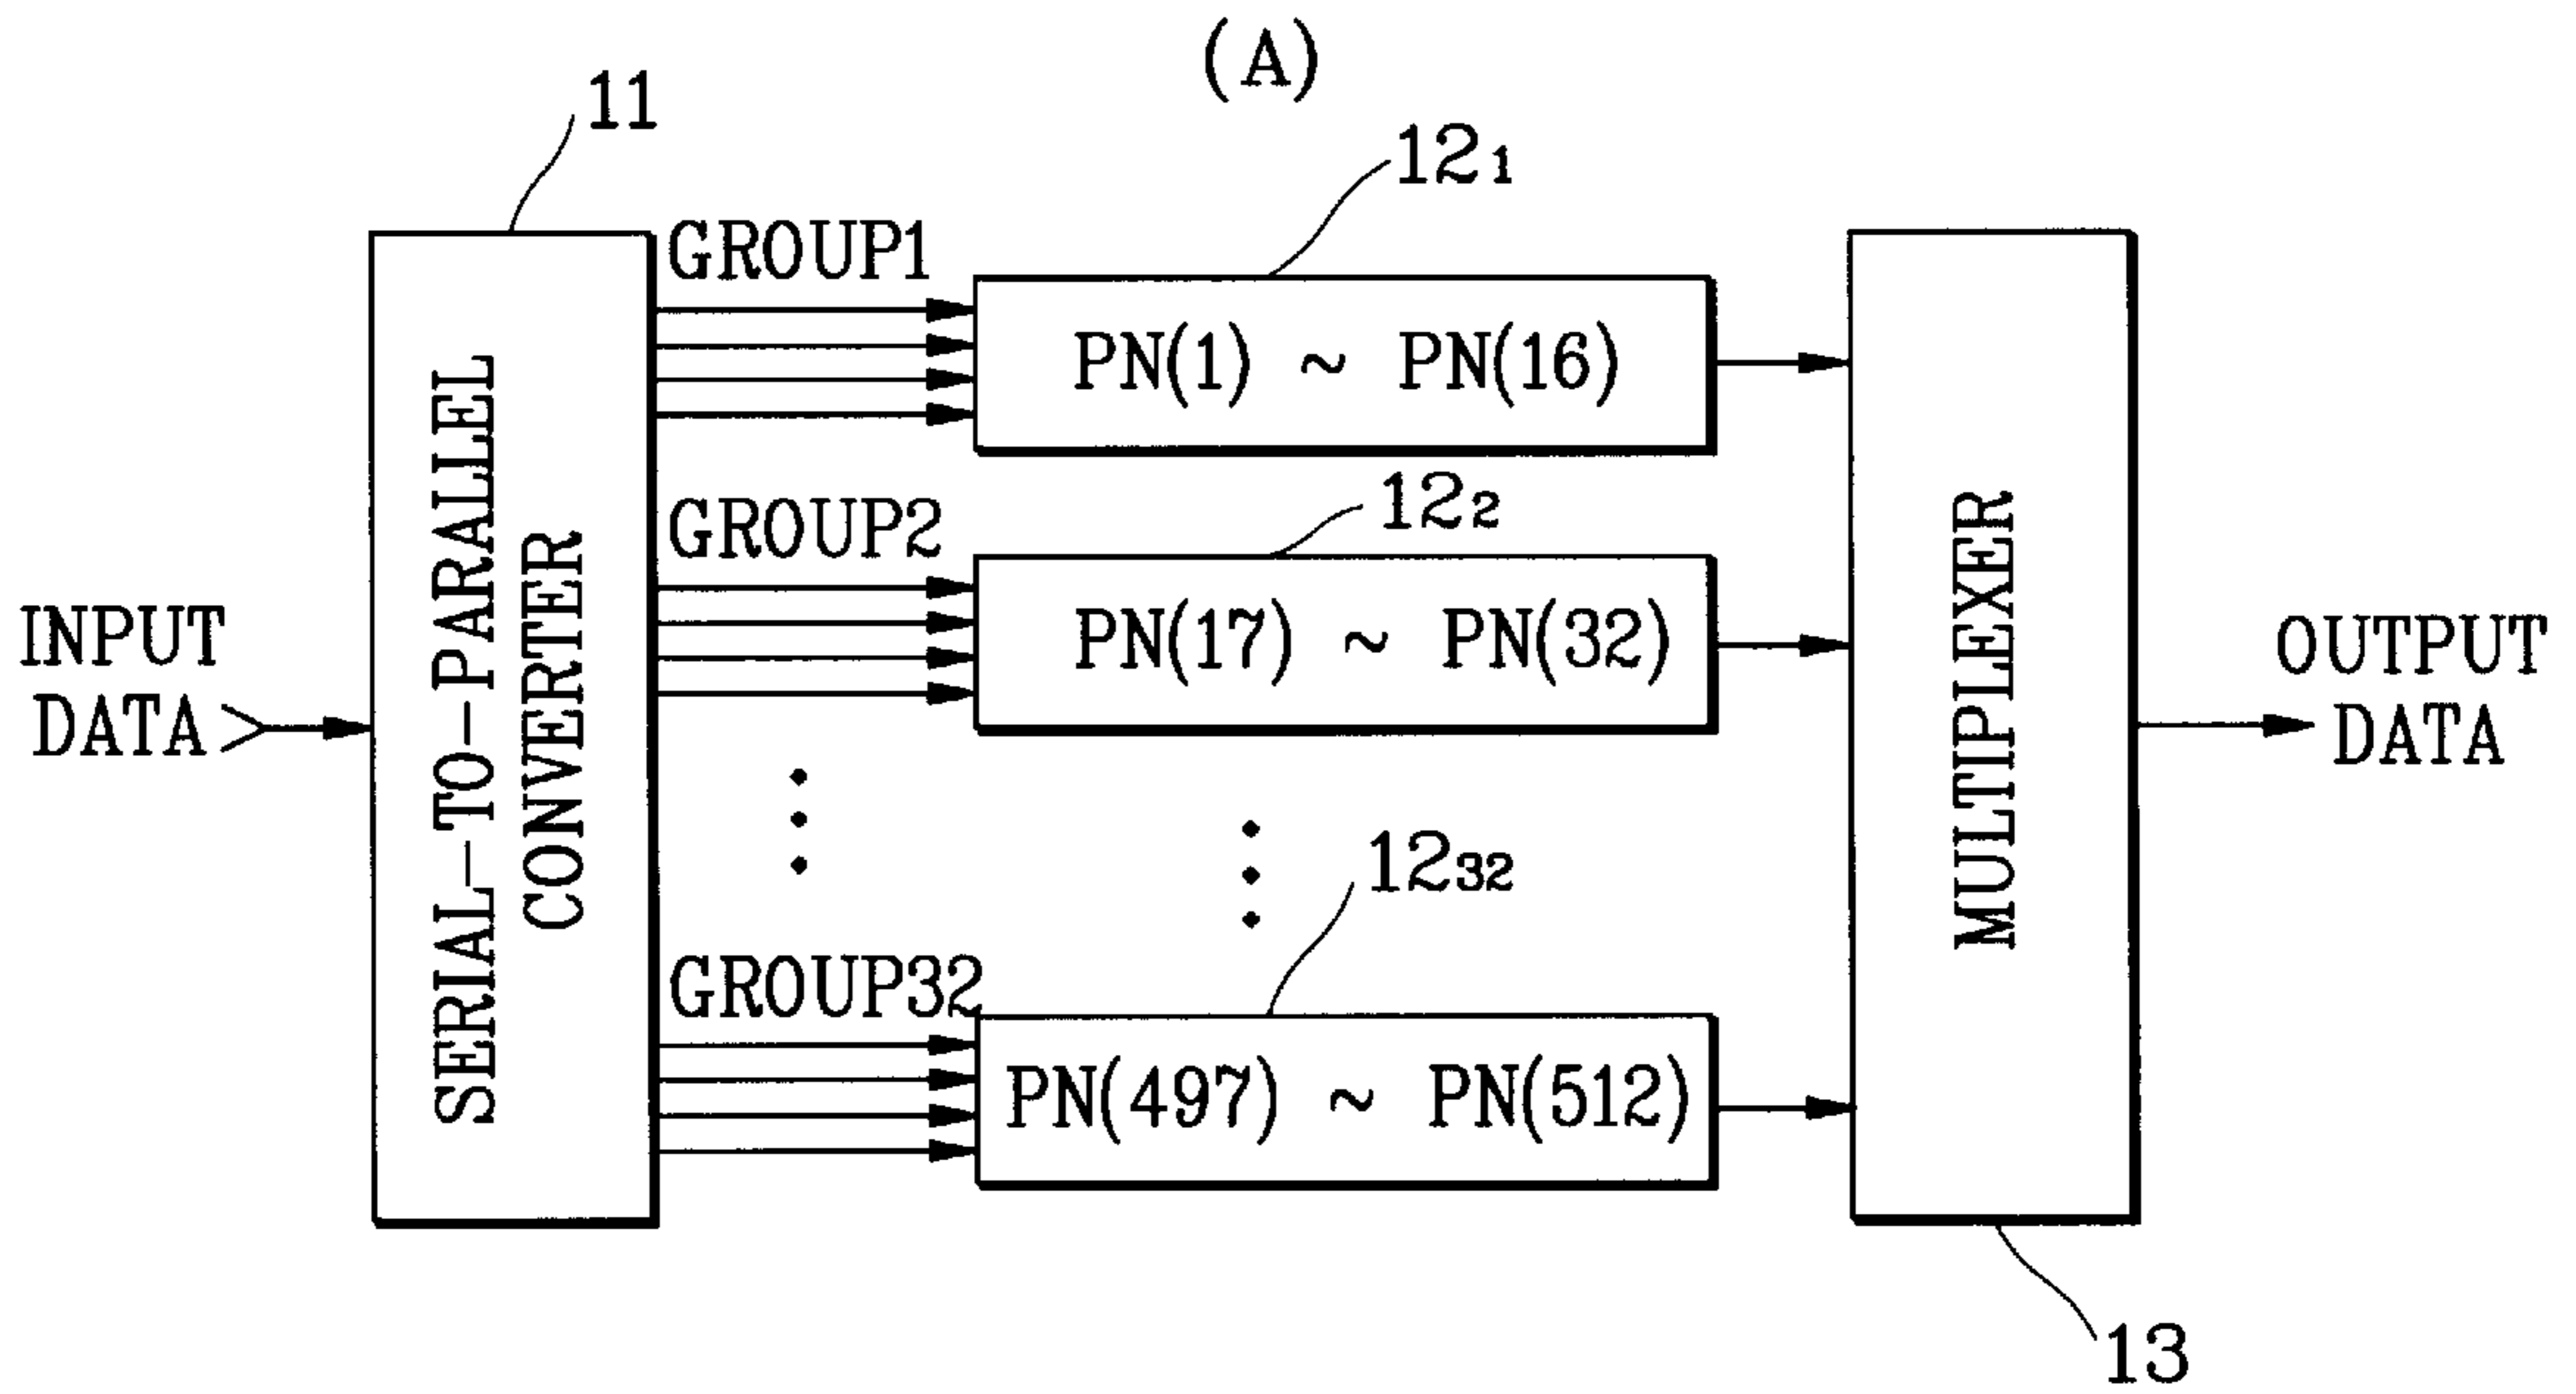 (A)
11
12₁
GROUP1
PN(1) ~ PN(16)
12₂
GROUP2
PN(17) ~ PN(32)
INPUT
DATA
SERIAL-TO-PARALLEL
CONVERTER
MULTIPLEXER
OUTPUT
DATA
12₃₂
GROUP32
PN(497) ~ PN(512)
13